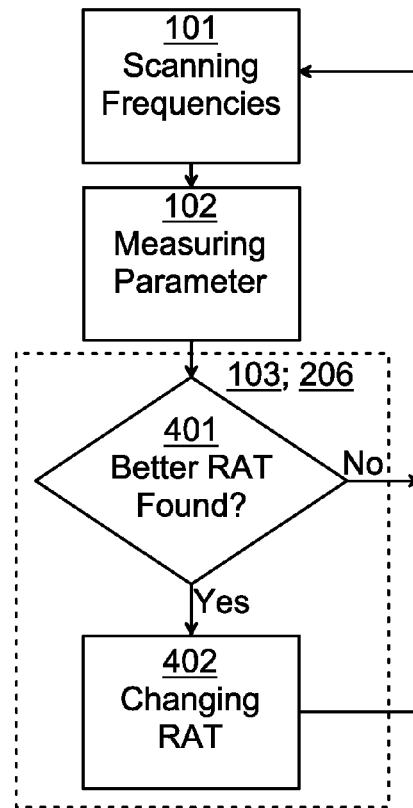 101
Scanning
Frequencies
102
Measuring
Parameter
103; 206
401
Better RAT
Found?
No
Yes
402
Changing
RAT